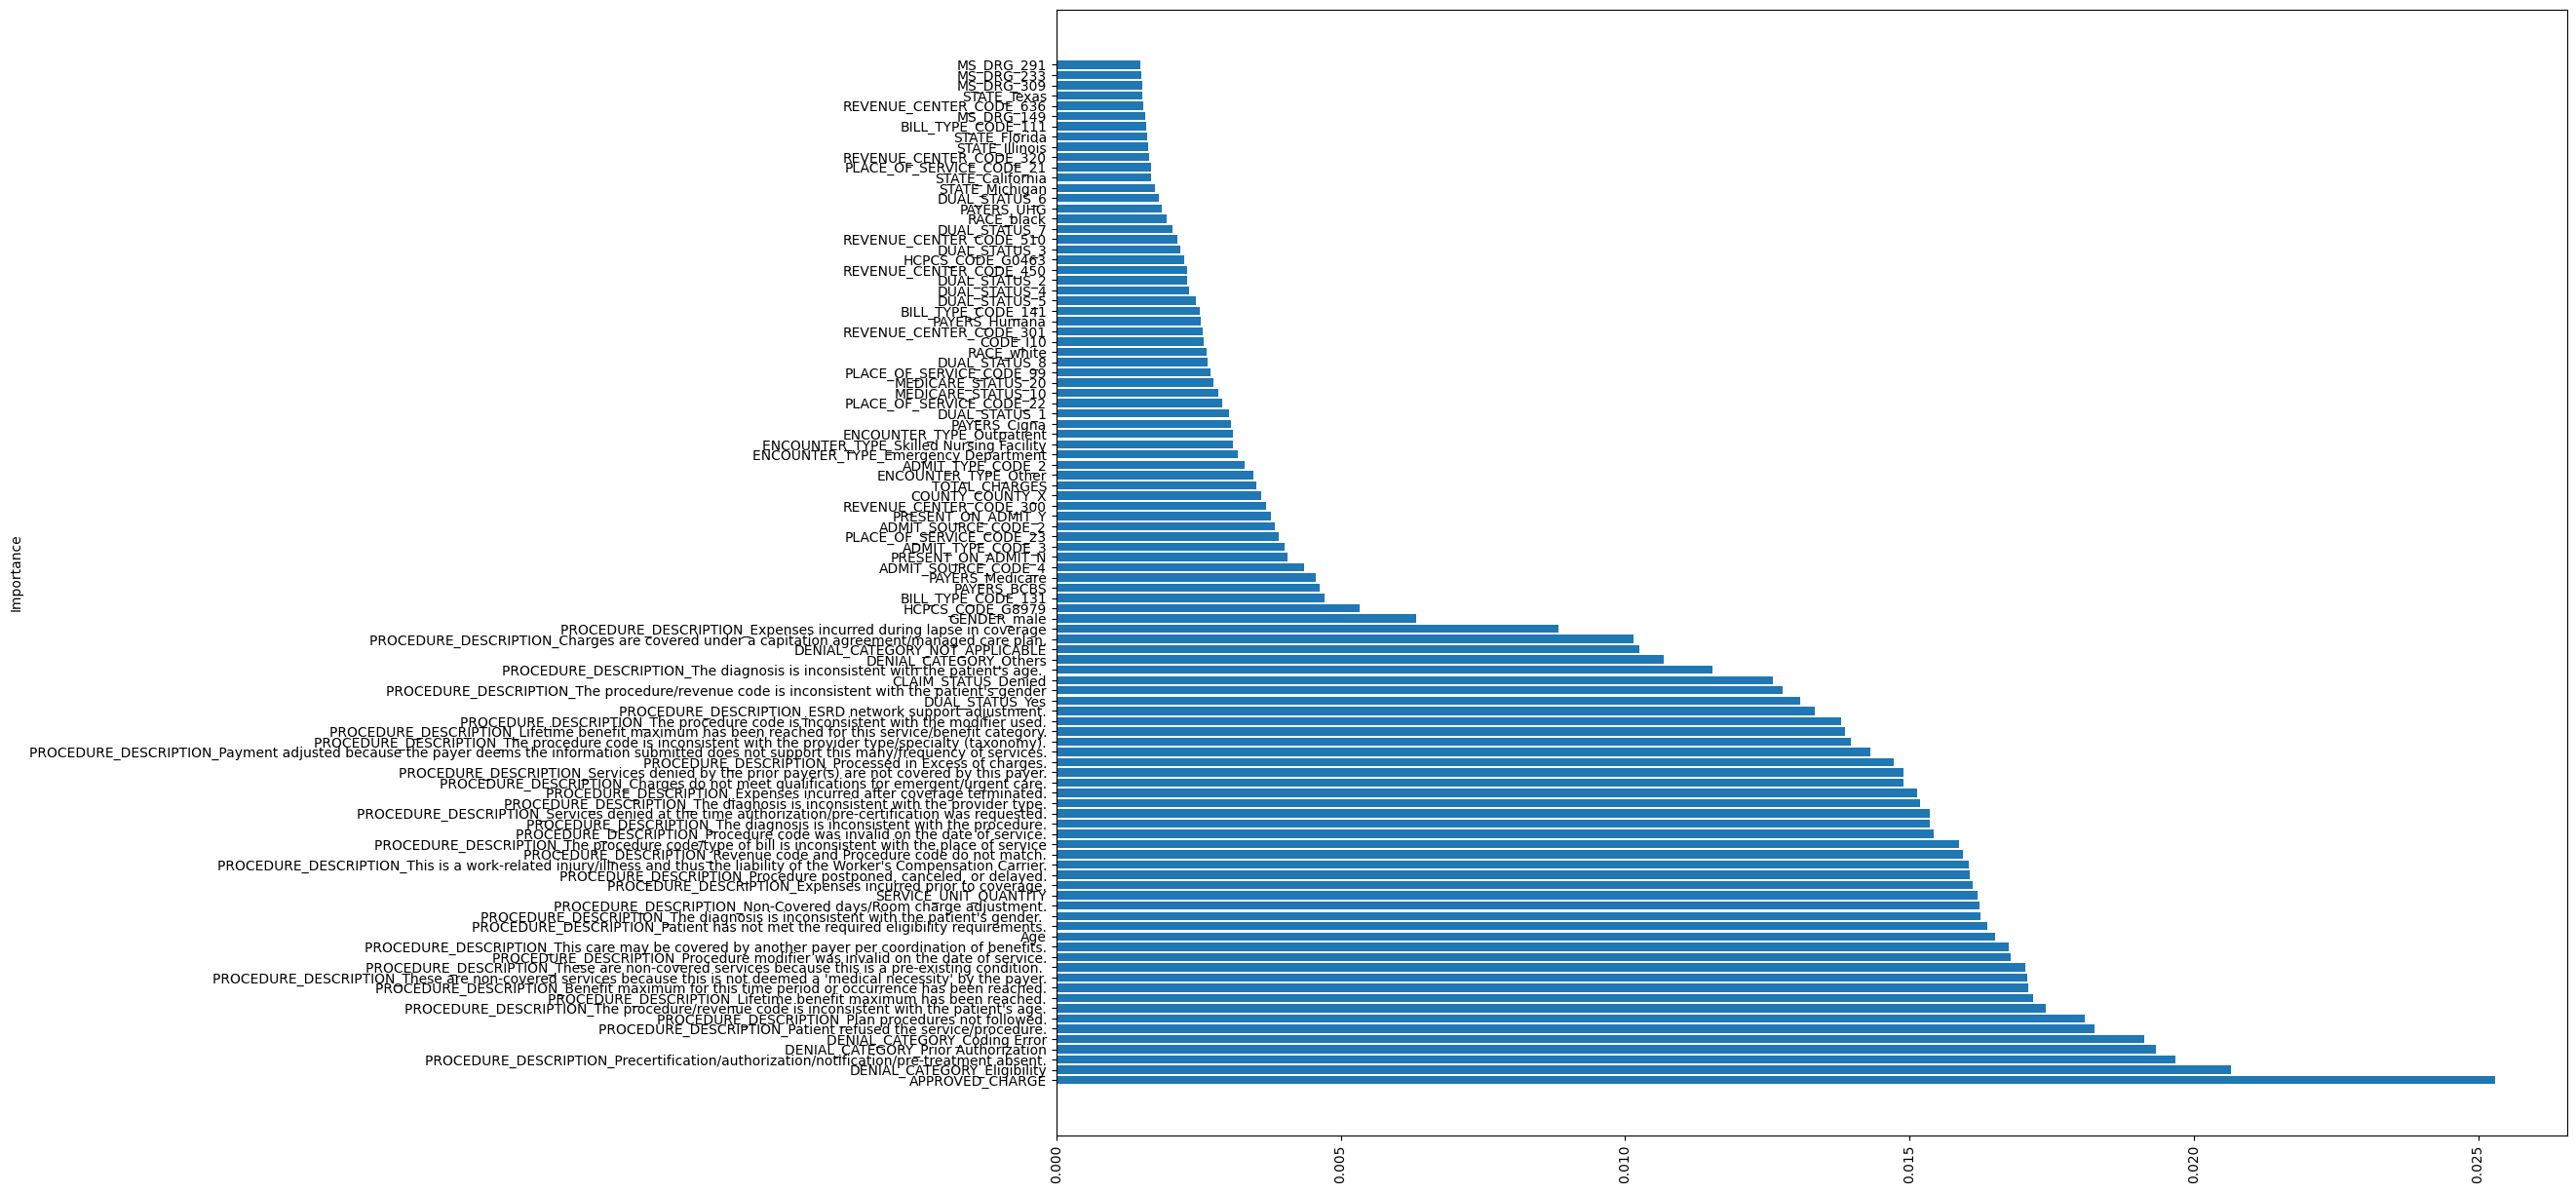 MS_DRG_291
MS_DRG_233
MS_DRG_309
STATE_Texas
REVENUE_CENTER_CODE_636
MS_DRG_149
BILL_TYPE_CODE_111
STATE_Florida
STATE_Illinois
REVENUE_CENTER_CODE_320
PLACE_OF_SERVICE_CODE_21
STATE_California
STATE_Michigan
DUAL_STATUS_6
PAYERS_UHG
RACE_black
DUAL_STATUS_7
REVENUE_CENTER_CODE_510
DUAL_STATUS_3
HCPCS_CODE_G0463
REVENUE_CENTER_CODE_450
DUAL_STATUS_2
DUAL_STATUS_4
DUAL_STATUS_5
BILL_TYPE_CODE_141
PAYERS_Humana
REVENUE_CENTER_CODE_301
CODE_I10
RACE_white
DUAL_STATUS_8
PLACE_OF_SERVICE_CODE_99
MEDICARE_STATUS_20
MEDICARE_STATUS_10
PLACE_OF_SERVICE_CODE_22
DUAL_STATUS_1
PAYERS_Cigna
ENCOUNTER_TYPE_Outpatient
ENCOUNTER_TYPE_Skilled Nursing Facility
ENCOUNTER_TYPE_Emergency Department
ADMIT_TYPE_CODE_2
ENCOUNTER_TYPE_Other
TOTAL_CHARGES
COUNTY_COUNTY_X
REVENUE_CENTER_CODE_300
PRESENT_ON_ADMIT_Y
ADMIT_SOURCE_CODE_2
PLACE_OF_SERVICE_CODE_23
ADMIT_TYPE_CODE_3
PRESENT_ON_ADMIT_N
ADMIT_SOURCE_CODE_4
PAYERS_Medicare
PAYERS_BCBS
BILL_TYPE_CODE_131
HCPCS_CODE_G8979
GENDER_male
PROCEDURE_DESCRIPTION_Expenses incurred during lapse in coverage
PROCEDURE_DESCRIPTION_Charges are covered under a capitation agreement/managed care plan.
DENIAL_CATEGORY_NOT_APPLICABLE
DENIAL_CATEGORY_Others
PROCEDURE_DESCRIPTION_The diagnosis is inconsistent with the patient's age.
CLAIM_STATUS_Denied
PROCEDURE_DESCRIPTION_The procedure/revenue code is inconsistent with the patient's gender
DUAL_STATUS_Yes
PROCEDURE_DESCRIPTION_ESRD network support adjustment.
PROCEDURE_DESCRIPTION_The procedure code is inconsistent with the modifier used.
PROCEDURE_DESCRIPTION_Lifetime benefit maximum has been reached for this service/benefit category.
PROCEDURE_DESCRIPTION_The procedure code is inconsistent with the provider type/specialty (taxonomy).
PROCEDURE_DESCRIPTION_Payment adjusted because the payer deems the information submitted does not support this many/frequency of services.
PROCEDURE_DESCRIPTION_Processed in Excess of charges.
PROCEDURE_DESCRIPTION_Services denied by the prior payer(s) are not covered by this payer.
PROCEDURE_DESCRIPTION_Charges do not meet qualifications for emergent/urgent care.
PROCEDURE_DESCRIPTION_Expenses incurred after coverage terminated.
PROCEDURE_DESCRIPTION_The diagnosis is inconsistent with the provider type.
PROCEDURE_DESCRIPTION_Services denied at the time authorization/pre-certification was requested.
PROCEDURE_DESCRIPTION_The diagnosis is inconsistent with the procedure.
PROCEDURE_DESCRIPTION_Procedure code was invalid on the date of service.
PROCEDURE_DESCRIPTION_The procedure code/type of bill is inconsistent with the place of service
PROCEDURE_DESCRIPTION_Revenue code and Procedure code do not match.
PROCEDURE_DESCRIPTION_This is a work-related injury/illness and thus the liability of the Worker's Compensation Carrier.
PROCEDURE_DESCRIPTION_Procedure postponed, canceled, or delayed.
PROCEDURE_DESCRIPTION_Expenses incurred prior to coverage.
SERVICE_UNIT_QUANTITY
PROCEDURE_DESCRIPTION_Non-Covered days/Room charge adjustment.
PROCEDURE_DESCRIPTION_The diagnosis is inconsistent with the patient's gender.
PROCEDURE_DESCRIPTION_Patient has not met the required eligibility requirements.
Age
PROCEDURE_DESCRIPTION_This care may be covered by another payer per coordination of benefits.
PROCEDURE_DESCRIPTION_Procedure modifier was invalid on the date of service.
PROCEDURE_DESCRIPTION_These are non-covered services because this is a pre-existing condition.
PROCEDURE_DESCRIPTION_These are non-covered services because this is not deemed a 'medical necessity' by the payer.
PROCEDURE_DESCRIPTION_Benefit maximum for this time period or occurrence has been reached.
PROCEDURE_DESCRIPTION_Lifetime benefit maximum has been reached.
PROCEDURE_DESCRIPTION_The procedure/revenue code is inconsistent with the patient's age.
PROCEDURE_DESCRIPTION_Plan procedures not followed.
PROCEDURE_DESCRIPTION_Patient refused the service/procedure.
DENIAL_CATEGORY_Coding Error
DENIAL_CATEGORY_Prior Authorization
PROCEDURE_DESCRIPTION_Precertification/authorization/notification/pre-treatment absent.
DENIAL_CATEGORY_Eligibility
APPROVED_CHARGE
Importance
0.000
0.005
0.010
0.015
0.020
0.025